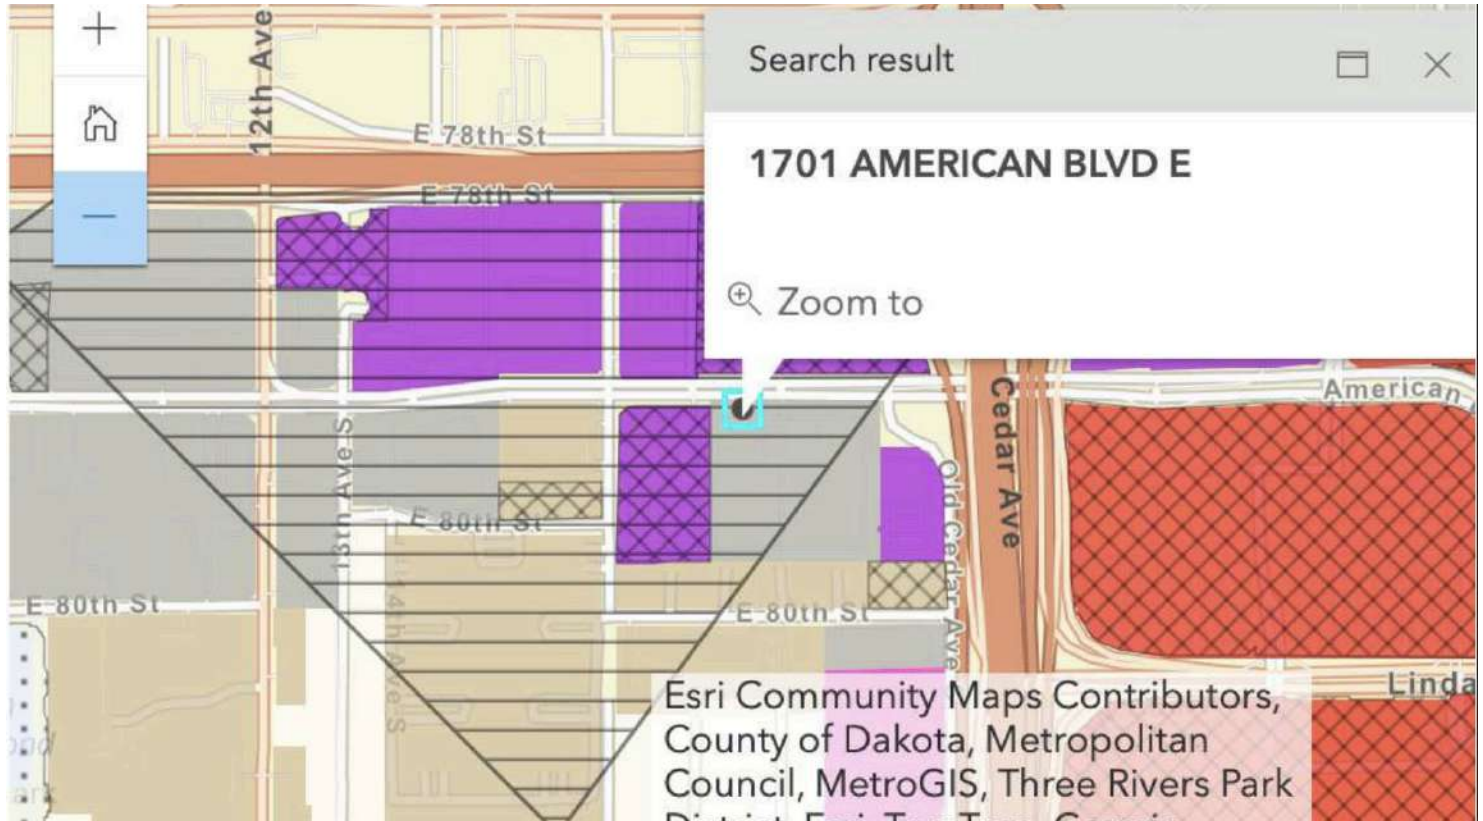 12th Ave
Search result
1701 AMERICAN BLVD E
Zoom to
E 78th St
E 78th St
American
Cedar Ave
Old Cedar Ave
13th Ave S
E 80th St
E 80th St
14th Ave S
E 80th St
Linda
Esri Community Maps Contributors,
County of Dakota, Metropolitan
Council, MetroGIS, Three Rivers Park